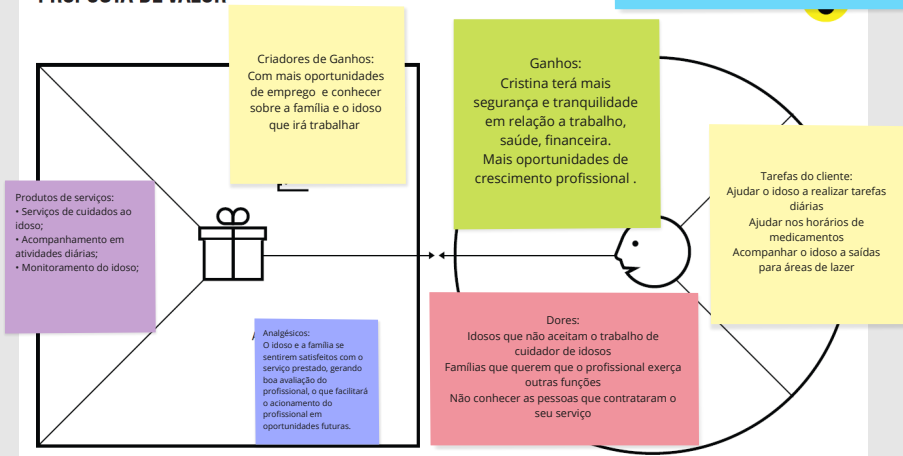 PROPOSTA DE VALOR
Criadores de Ganhos:
Com mais oportunidades
de emprego e conhecer
sobre a família e o idoso
que irá trabalhar
Ganhos:
Cristina terá mais
segurança e tranquilidade
em relação a trabalho,
saúde, financeira.
Mais oportunidades de
crescimento profissional .
Tarefas do cliente:
Ajudar o idoso a realizar tarefas
diárias
Ajudar nos horários de
medicamentos
Acompanhar o idoso a saídas
para áreas de lazer
Produtos de serviços:
• Serviços de cuidados ao
idoso;
• Acompanhamento em
atividades diárias;
• Monitoramento do idoso;
Analgésicos:
O idoso e a família se
sentirem satisfeitos com o
serviço prestado, gerando
boa avaliação do
profissional, o que facilitará
o acionamento do
profissional em
oportunidades futuras.
Dores:
Idosos que não aceitam o trabalho de
cuidador de idosos
Famílias que querem que o profissional exerça
outras funções
Não conhecer as pessoas que contrataram o
seu serviço